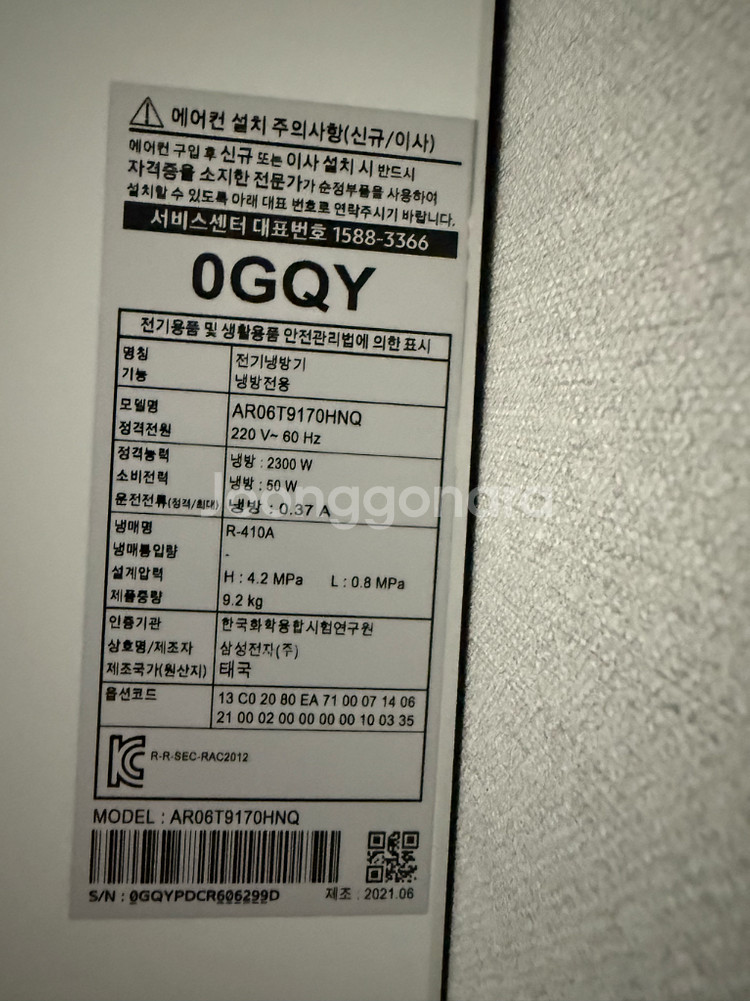 에어컨 설치 주의사항(신규/이사)
에어컨 구입 후 신규 또는 이사 설치 시 반드시
자격증을 소지한 전문가가 순정부품을 사용하여
설치할 수 있도록 아래 대표 번호로 연락주시기 바랍니다.
서비스센터 대표번호 1588-3366
0GQY
전기용품 및 생활용품 안전관리법에 의한 표시
명칭 전기냉방기
기능 냉방전용
모델명 AR06T9170HNQ
정격전원 220 V~ 60 Hz
정격능력 냉방 : 2300 W
소비전력 냉방 : 50 W
운전전류(정격/최대) 냉방 : 0.37 A
냉매명 R-410A
냉매봉입량 -
설계압력 H : 4.2 MPa L : 0.8 MPa
제품중량 9.2 kg
인증기관 한국화학융합시험연구원
상호명/제조자 삼성전자(주)
제조국가(원산지) 태국
옵션코드 13 C0 20 80 EA 71 00 07 14 06
21 00 02 00 00 00 00 10 03 35
R-R-SEC-RAC2012
MODEL : AR06T9170HNQ
S/N : 0GQYPDCR606299D 제조 : 2021.06
Joonggonara